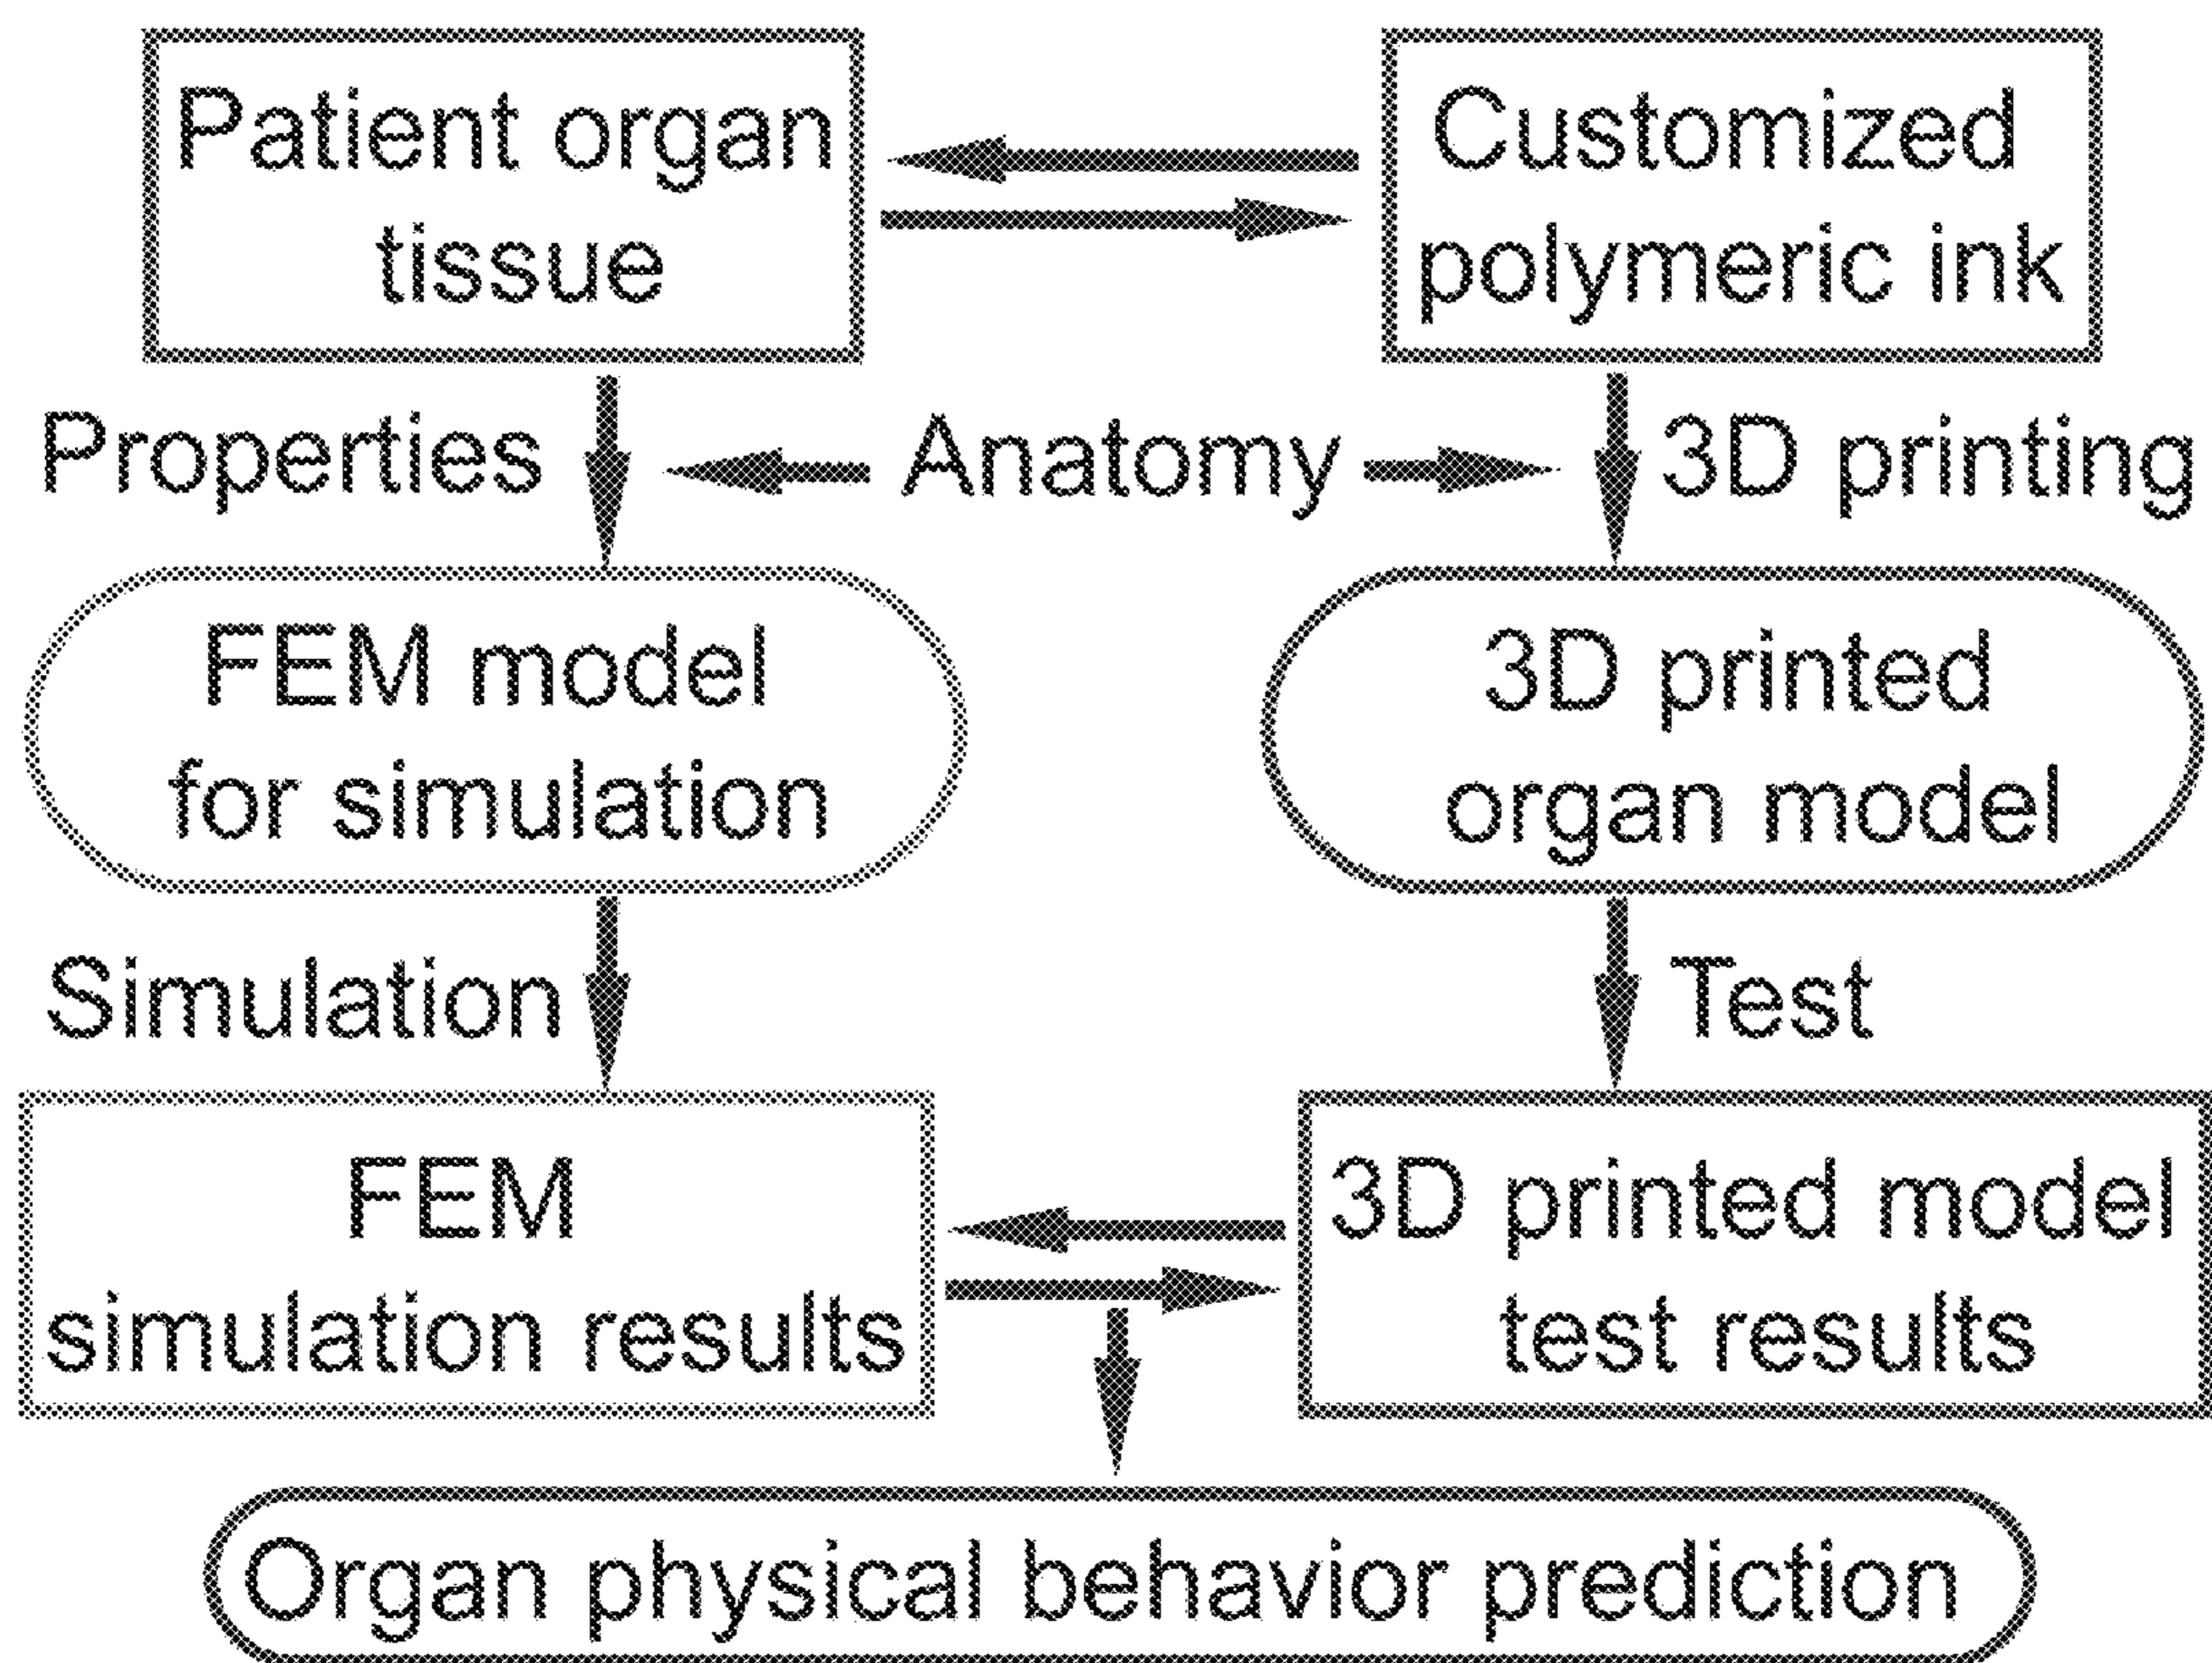 Patient organ
tissue
Customized
polymeric ink
Properties
Anatomy
3D printing
FEM model
for simulation
3D printed
organ model
Simulation
Test
FEM
simulation results
3D printed model
test results
Organ physical behavior prediction